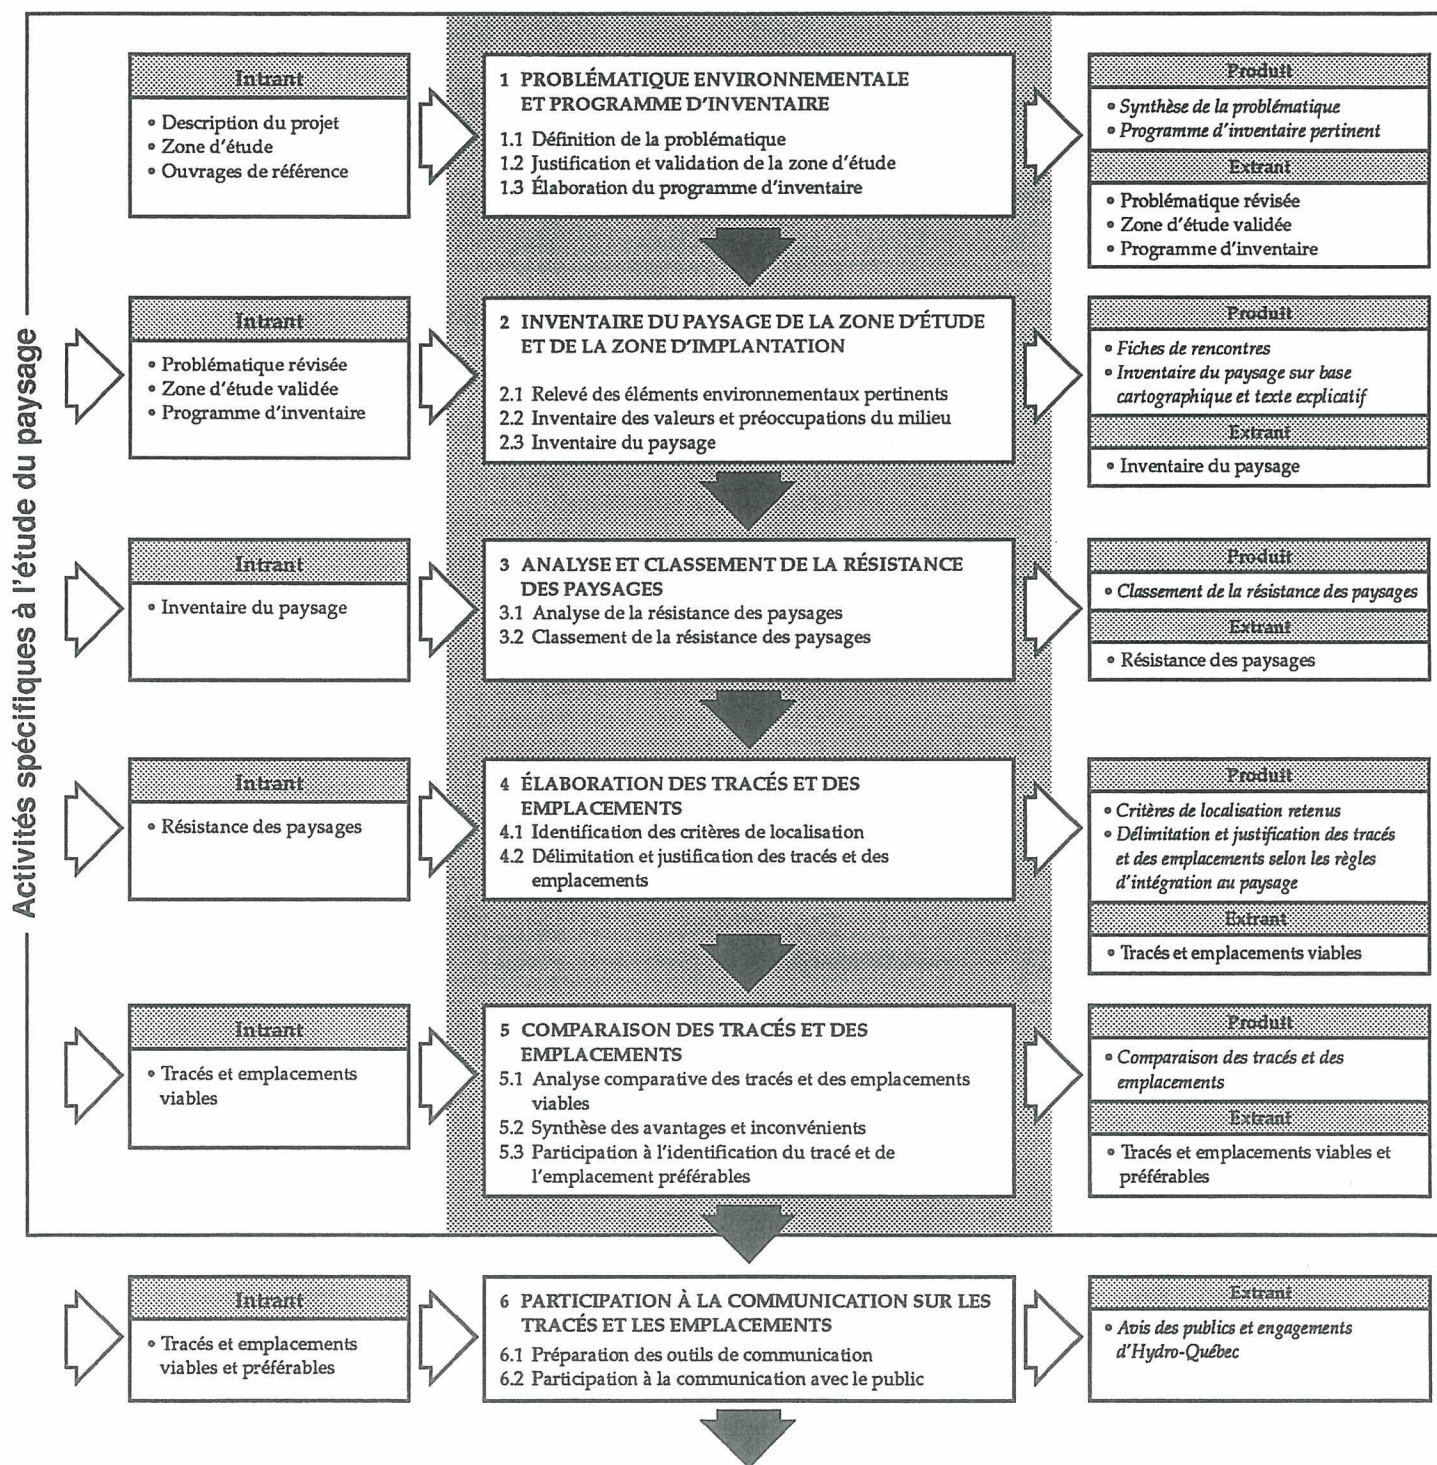 Activités spécifiques à l'étude du paysage
Intrant
• Description du projet
• Zone d'étude
• Ouvrages de référence
1 PROBLÉMATIQUE ENVIRONNEMENTALE
ET PROGRAMME D'INVENTAIRE
1.1 Définition de la problématique
1.2 Justification et validation de la zone d'étude
1.3 Élaboration du programme d'inventaire
Produit
• Synthèse de la problématique
• Programme d'inventaire pertinent
Extrant
• Problématique révisée
• Zone d'étude validée
• Programme d'inventaire
Intrant
• Problématique révisée
• Zone d'étude validée
• Programme d'inventaire
2 INVENTAIRE DU PAYSAGE DE LA ZONE D'ÉTUDE
ET DE LA ZONE D'IMPLANTATION
2.1 Relevé des éléments environnementaux pertinents
2.2 Inventaire des valeurs et préoccupations du milieu
2.3 Inventaire du paysage
Produit
• Fiches de rencontres
• Inventaire du paysage sur base
cartographique et texte explicatif
Extrant
• Inventaire du paysage
Intrant
• Inventaire du paysage
3 ANALYSE ET CLASSEMENT DE LA RÉSISTANCE
DES PAYSAGES
3.1 Analyse de la résistance des paysages
3.2 Classement de la résistance des paysages
Produit
• Classement de la résistance des paysages
Extrant
• Résistance des paysages
Intrant
• Résistance des paysages
4 ÉLABORATION DES TRACÉS ET DES
EMPLACEMENTS
4.1 Identification des critères de localisation
4.2 Délimitation et justification des tracés et des
emplacements
Produit
• Critères de localisation retenus
• Délimitation et justification des tracés
et des emplacements selon les règles
d'intégration au paysage
Extrant
• Tracés et emplacements viables
Intrant
• Tracés et emplacements
viables
5 COMPARAISON DES TRACÉS ET DES
EMPLACEMENTS
5.1 Analyse comparative des tracés et des emplacements
viables
5.2 Synthèse des avantages et inconvénients
5.3 Participation à l'identification du tracé et de
l'emplacement préférables
Produit
• Comparaison des tracés et des
emplacements
Extrant
• Tracés et emplacements viables et
préférables
Intrant
• Tracés et emplacements
viables et préférables
6 PARTICIPATION À LA COMMUNICATION SUR LES
TRACÉS ET LES EMPLACEMENTS
6.1 Préparation des outils de communication
6.2 Participation à la communication avec le public
Extrant
• Avis des publics et engagements
d'Hydro-Québec